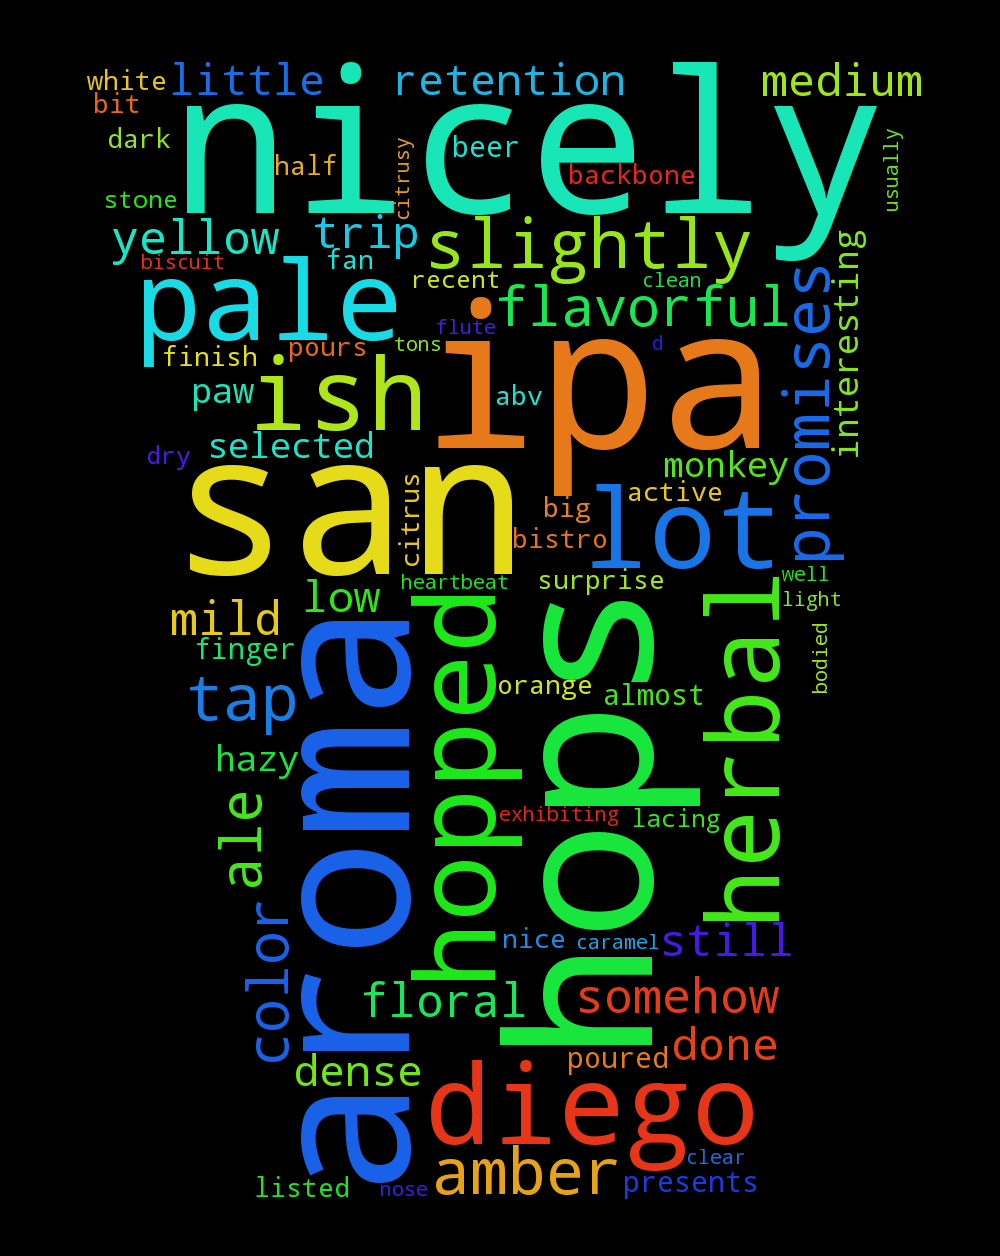 nicely
white
little
retention
medium
bit
dark
half
citrusy
beer
backbone
usually
stone
yellow
trip
slightly
biscuit
fan
recent
clean
interesting
pale
flavorful
promises
flute
d
finish
pours
tons
ipa
paw
ish
abv
dry
selected
monkey
san
citrus
big
active
lot
bistro
heartbeat
surprise
well
light
low
mild
finger
bodied
hopped
hops
herbal
orange
almost
tap
aroma
hazy
ale
exhibiting
lacing
color
nice
caramel
still
floral
somehow
done
poured
dense
diego
amber
clear
listed
nose
presents